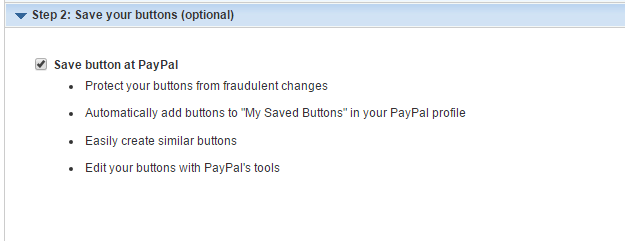 Step 2: Save your buttons (optional)
Save button at PayPal
Protect your buttons from fraudulent changes
Automatically add buttons to "My Saved Buttons" in your PayPal profile
Easily create similar buttons
Edit your buttons with PayPal's tools